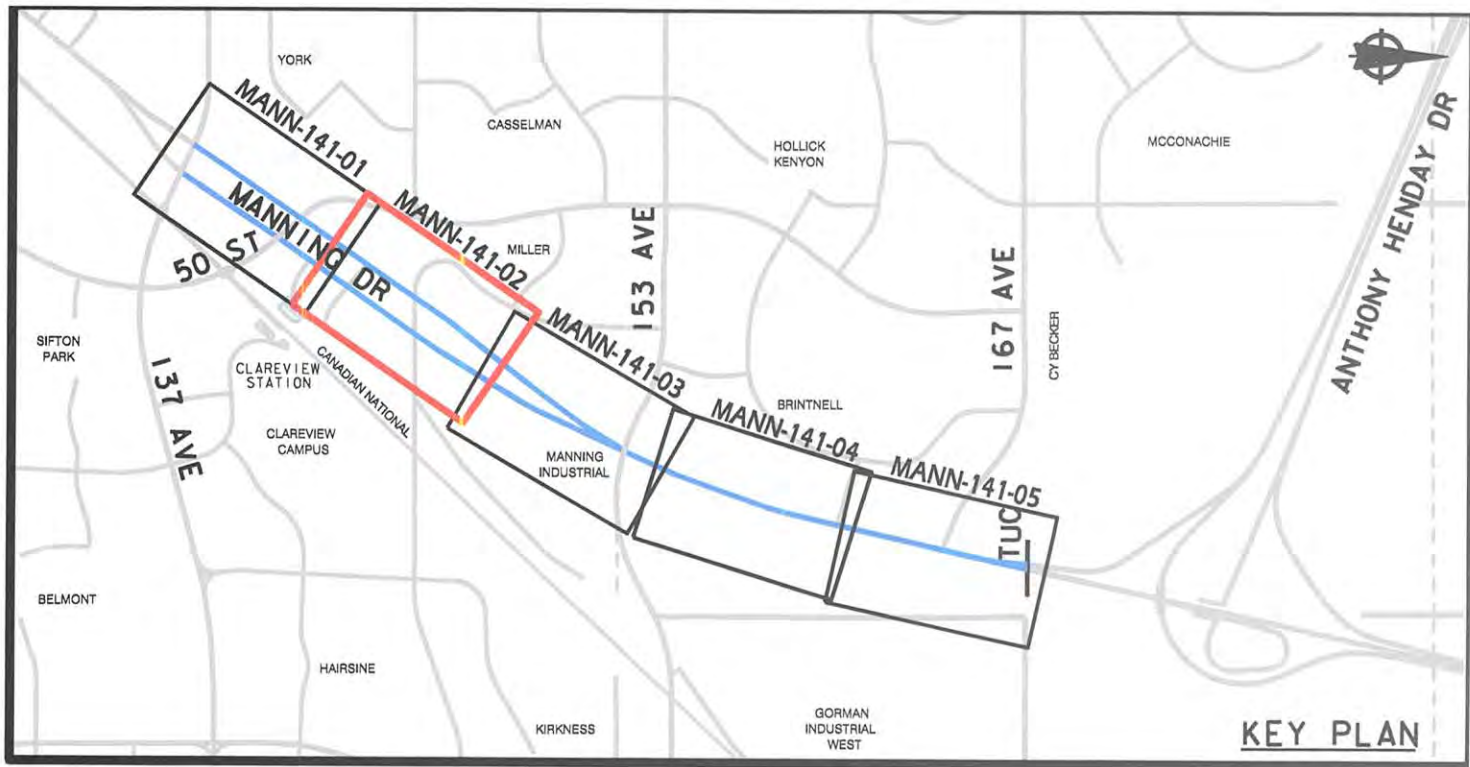 YORK
MANN-141-01
CASSELMAN
HOLLICK
KENYON
MCCONACHIE
ANTHONY HENDAY DR
MANNING DR
MANN-141-02
MILLER
50 ST
153 AVE
167 AVE
CY BECKER
SIFTON
PARK
137 AVE
CLAREVIEW
STATION
CANADIAN NATIONAL
MANN-141-03
CLAREVIEW
CAMPUS
MANNING
INDUSTRIAL
BRINTNELL
MANN-141-04
MANN-141-05
TUC
BELMONT
HAIRSINE
KIRKNESS
GORMAN
INDUSTRIAL
WEST
KEY PLAN